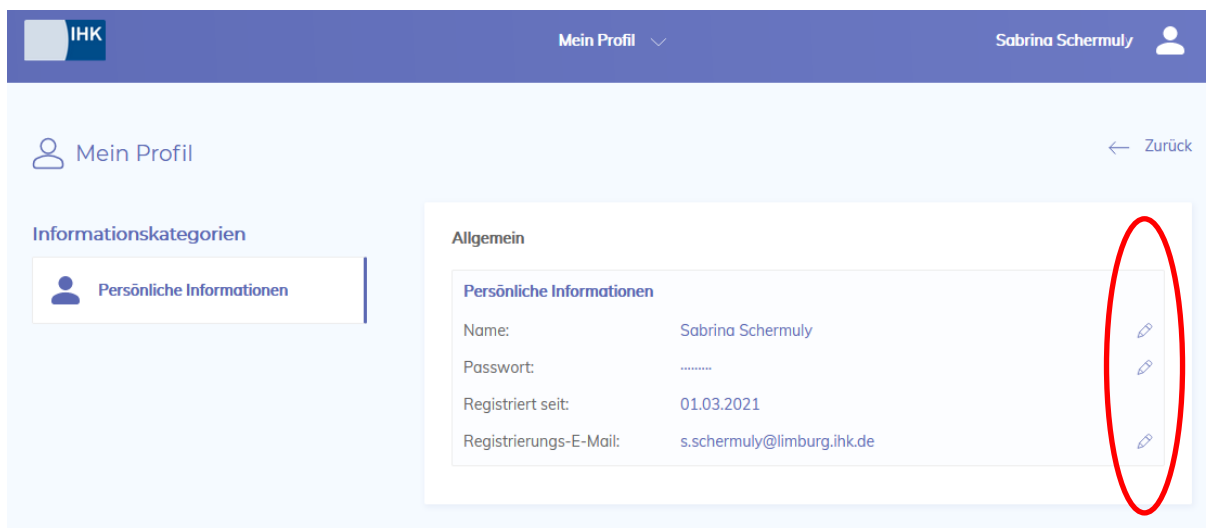 IHK
Mein Profil
Sabrina Schermuly
Mein Profil
Zurück
Informationskategorien
Persönliche Informationen
Allgemein
Persönliche Informationen
Name: Sabrina Schermuly
Passwort: ·········
Registriert seit: 01.03.2021
Registrierungs-E-Mail: s.schermuly@limburg.ihk.de